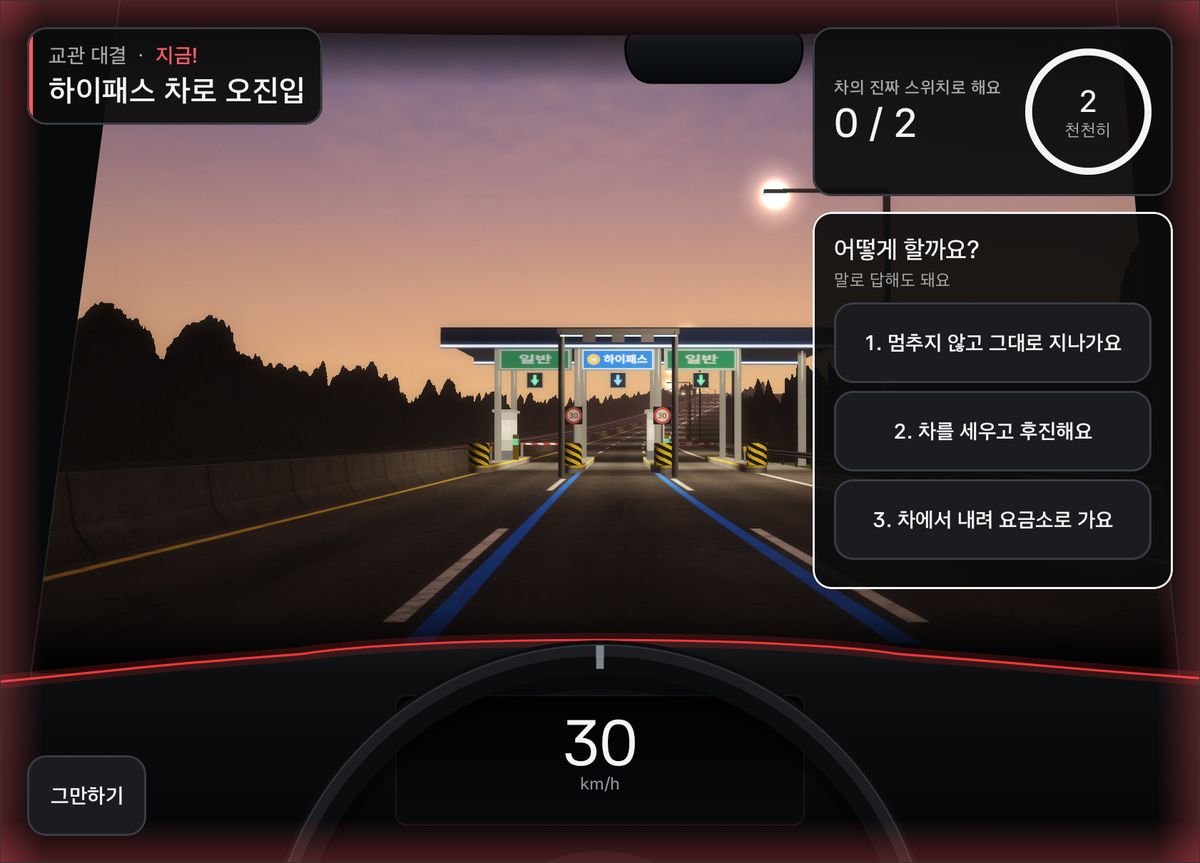 교관 대결 · 지금!
하이패스 차로 오진입
차의 진짜 스위치로 해요
0 / 2
2
천천히
어떻게 할까요?
말로 답해도 돼요
1. 멈추지 않고 그대로 지나가요
2. 차를 세우고 후진해요
3. 차에서 내려 요금소로 가요
일반
하이패스
일반
30
30
30
km/h
그만하기